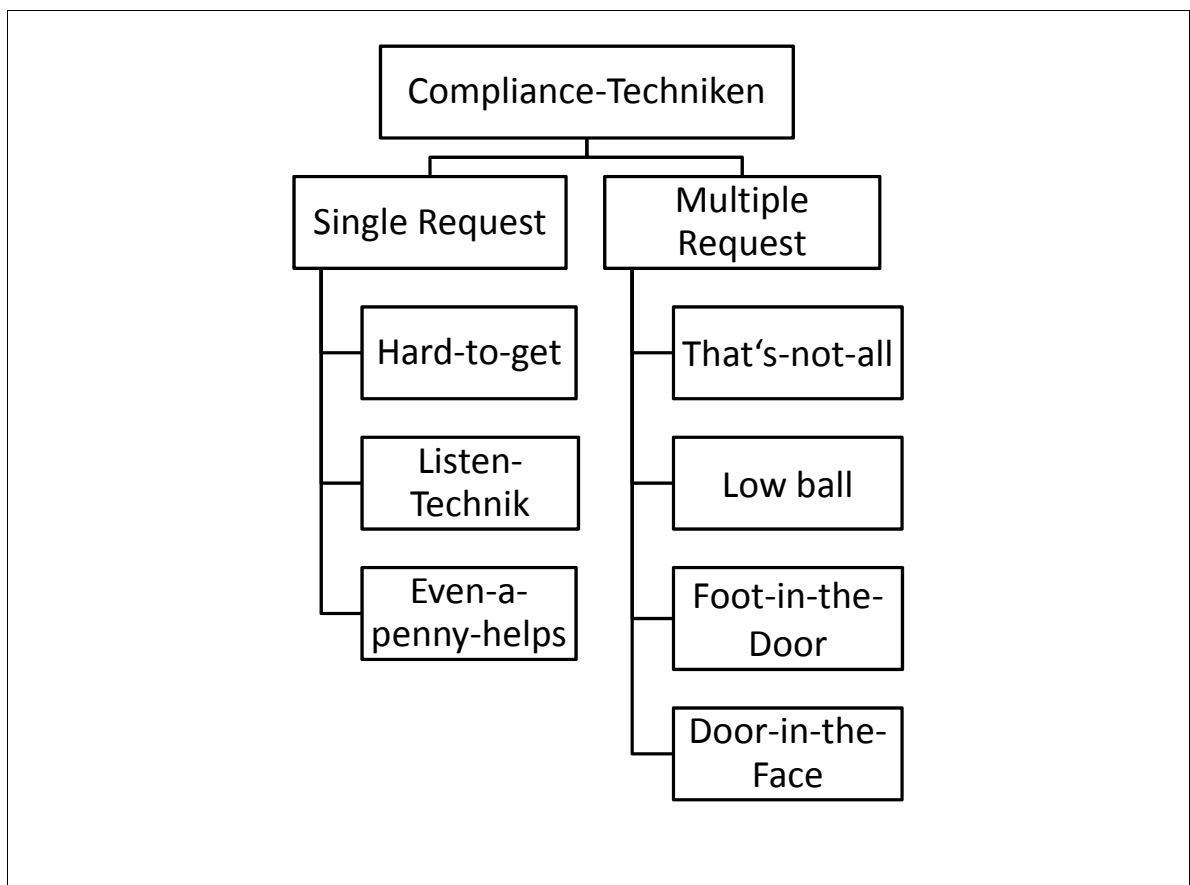 Compliance-Techniken
Single Request
Multiple
Request
Hard-to-get
That‘s-not-all
Listen-
Technik
Low ball
Even-a-
penny-helps
Foot-in-the-
Door
Door-in-the-
Face